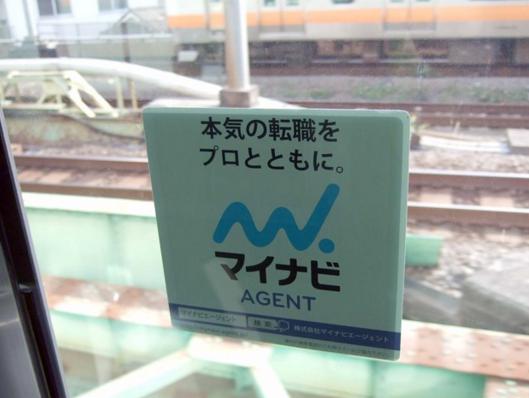 本気の転職を
プロとともに。
マイナビ
AGENT
マイナビエージェント 検索
株式会社マイナビエージェント